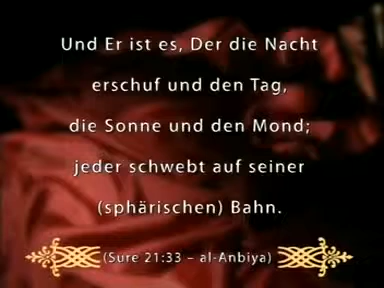 Und Er ist es, Der die Nacht
erschuf und den Tag,
die Sonne und den Mond;
jeder schwebt auf seiner
(sphärischen) Bahn.
(Sure 21:33 – al-Anbiya)